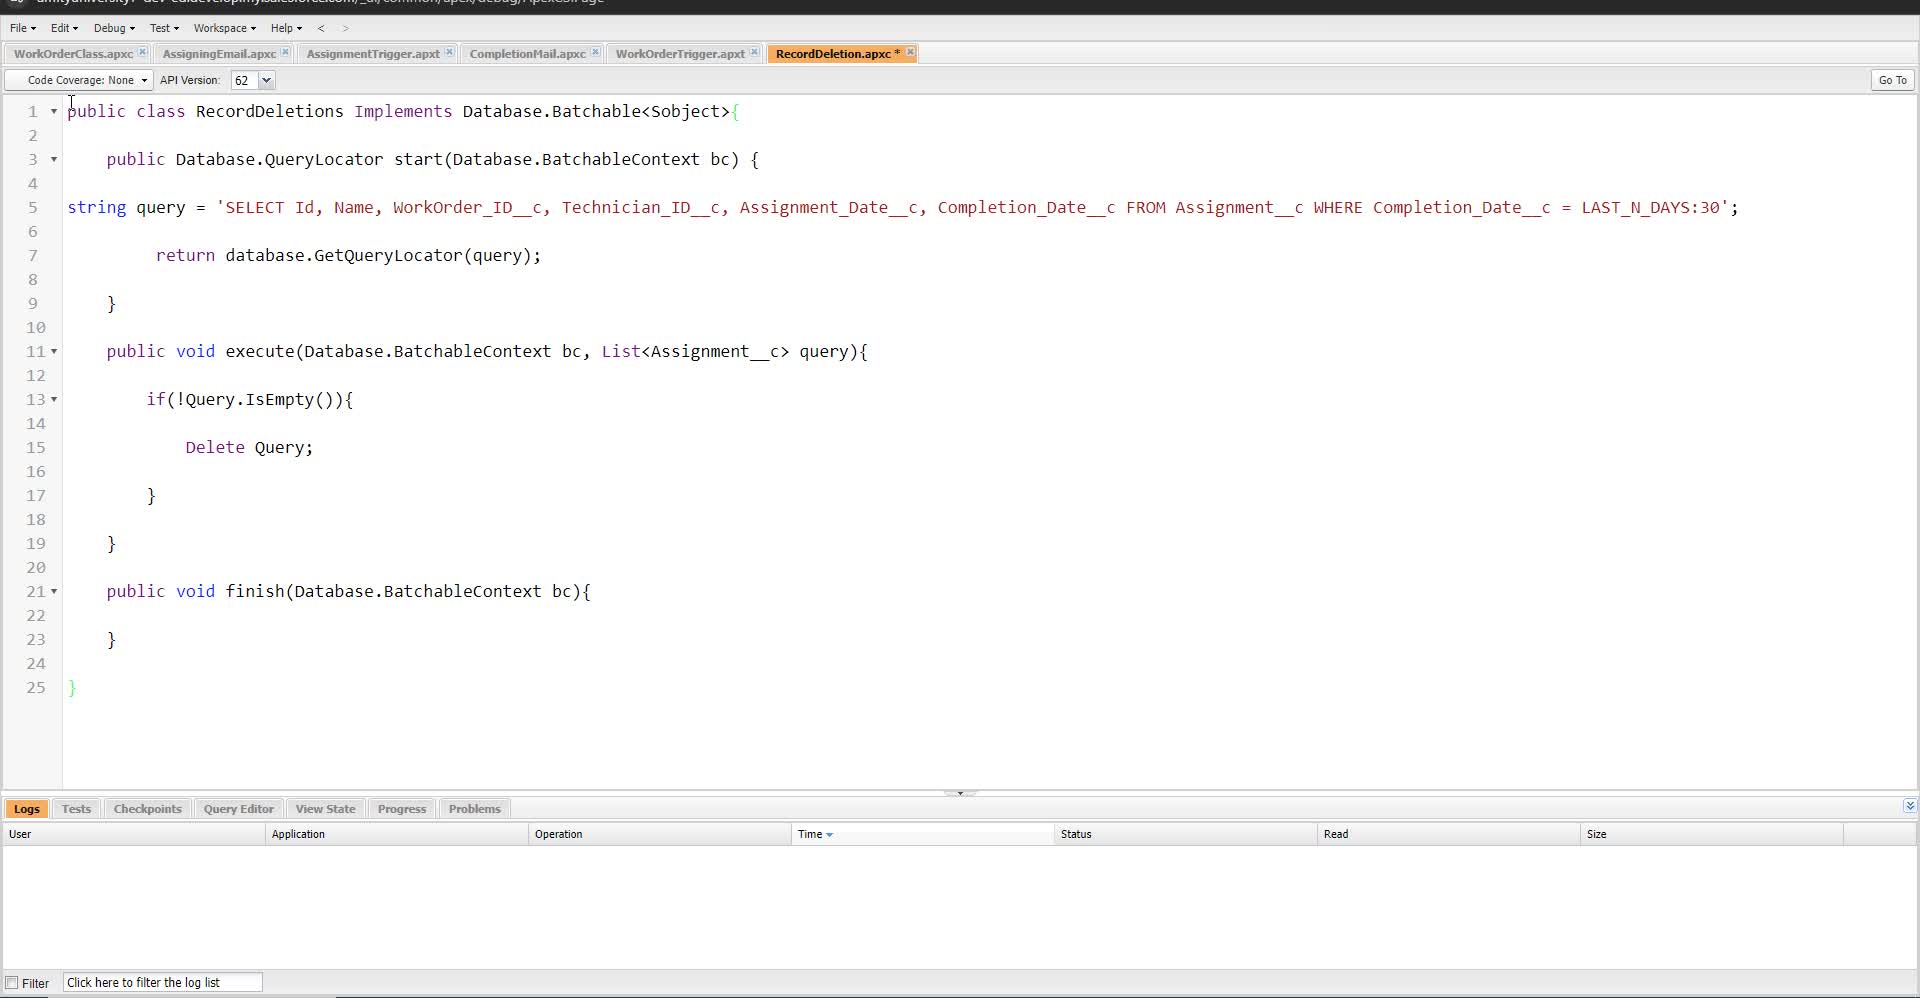 File Edit Debug Test Workspace Help < >
WorkOrderClass.apxc AssigningEmail.apxc AssignmentTrigger.apxt CompletionMail.apxc WorkOrderTrigger.apxt RecordDeletion.apxc *
Code Coverage: None API Version: 62 Go To
1 public class RecordDeletions Implements Database.Batchable<Sobject>{
2
3 public Database.QueryLocator start(Database.BatchableContext bc) {
4
5 string query = 'SELECT Id, Name, WorkOrder_ID__c, Technician_ID__c, Assignment_Date__c, Completion_Date__c FROM Assignment__c WHERE Completion_Date__c = LAST_N_DAYS:30';
6
7 return database.GetQueryLocator(query);
8
9 }
10
11 public void execute(Database.BatchableContext bc, List<Assignment__c> query){
12
13 if(!Query.IsEmpty()){
14
15 Delete Query;
16
17 }
18
19 }
20
21 public void finish(Database.BatchableContext bc){
22
23 }
24
25 }
Logs Tests Checkpoints Query Editor View State Progress Problems
User Application Operation Time Status Read Size
Filter Click here to filter the log list